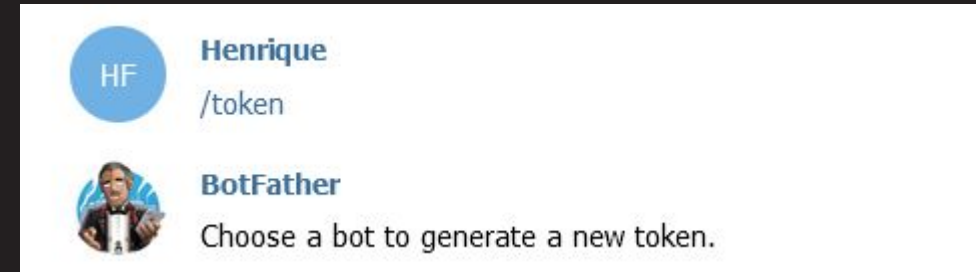 HF
Henrique
/token
BotFather
Choose a bot to generate a new token.